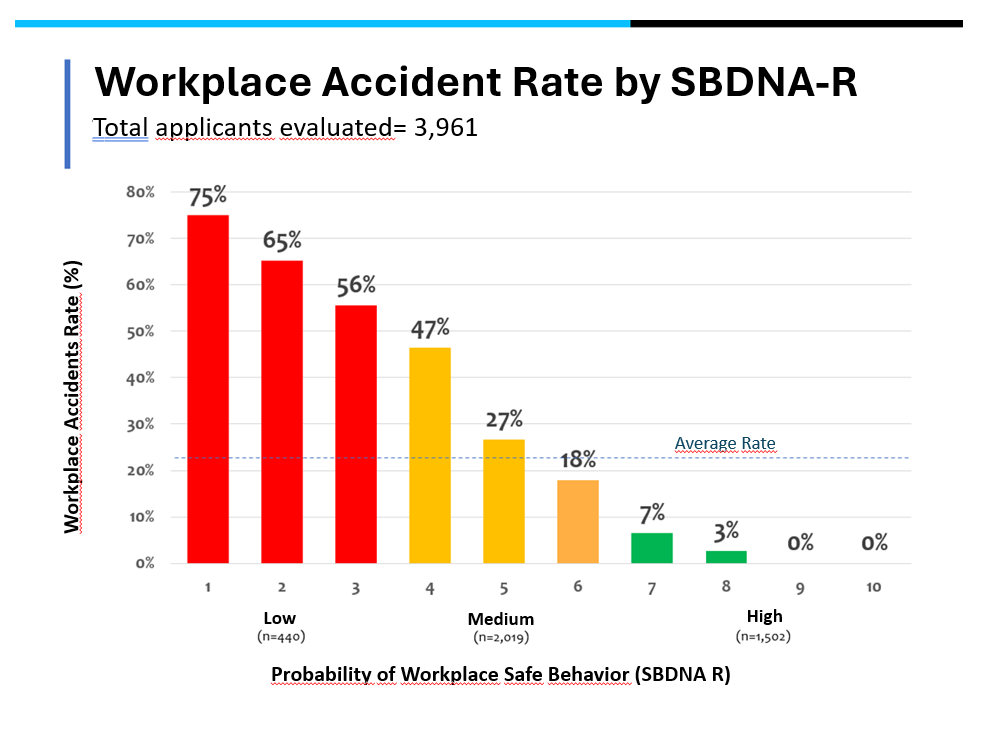 Workplace Accident Rate by SBDNA-R
Total applicants evaluated= 3,961
Workplace Accidents Rate (%)
80%
70%
60%
50%
40%
30%
20%
10%
0%
75%
65%
56%
47%
27%
18%
7%
3%
0%
0%
Average Rate
1 2 3 4 5 6 7 8 9 10
Low Medium High
(n=440) (n=2,019) (n=1,502)
Probability of Workplace Safe Behavior (SBDNA R)